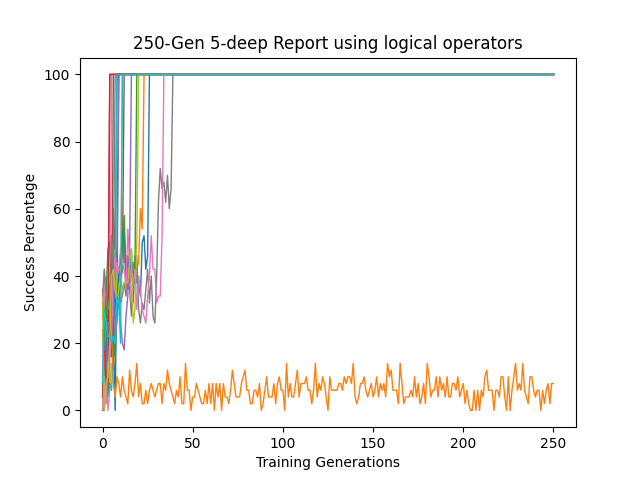 250-Gen 5-deep Report using logical operators
100
80
60
40
20
0
Success Percentage
0 50 100 150 200 250
Training Generations